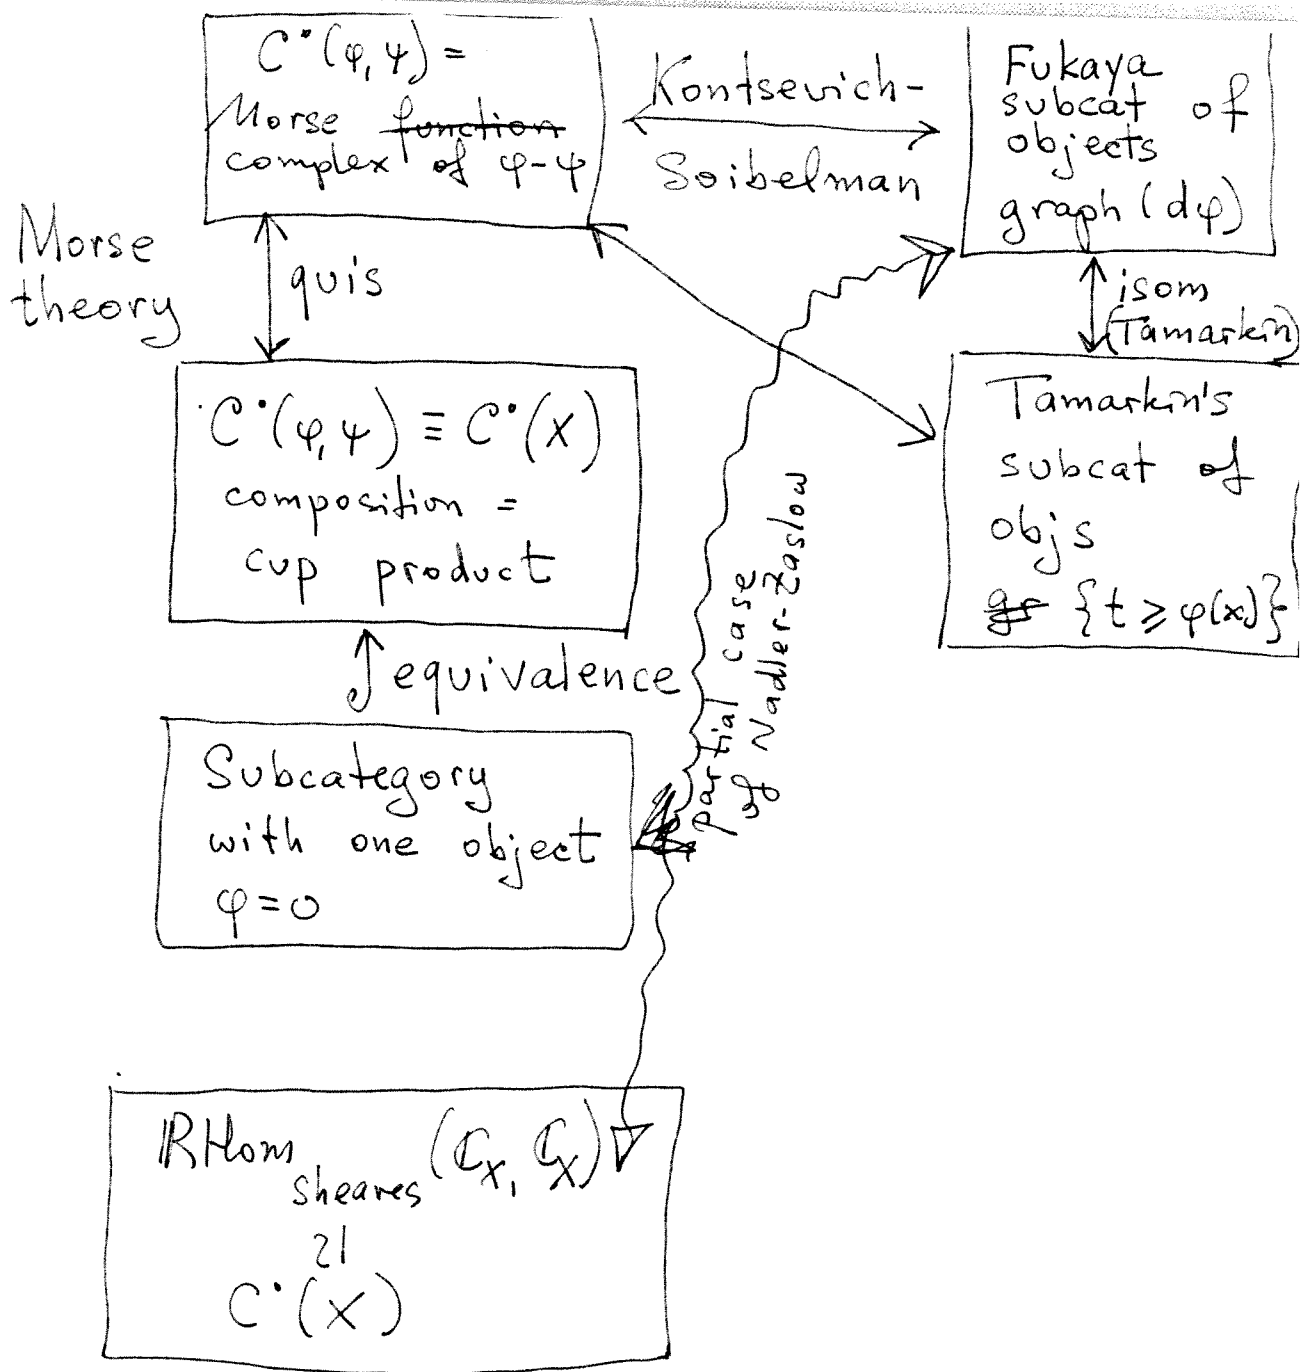 C•(φ,ψ) =
Morse function
complex of φ-ψ
Kontsevich-
Soibelman
Fukaya
subcat of
objects
graph(dφ)
Morse
theory
quis
isom
(Tamarkin)
C•(φ,ψ) ≡ C•(X)
composition =
cup product
Tamarkin's
subcat of
objs
gr {t ≥ φ(x)}
equivalence
partial case
of Nadler-Zaslow
Subcategory
with one object
φ=0
RHom sheaves (ℂ_X, ℂ_X)
≀|
C•(X)